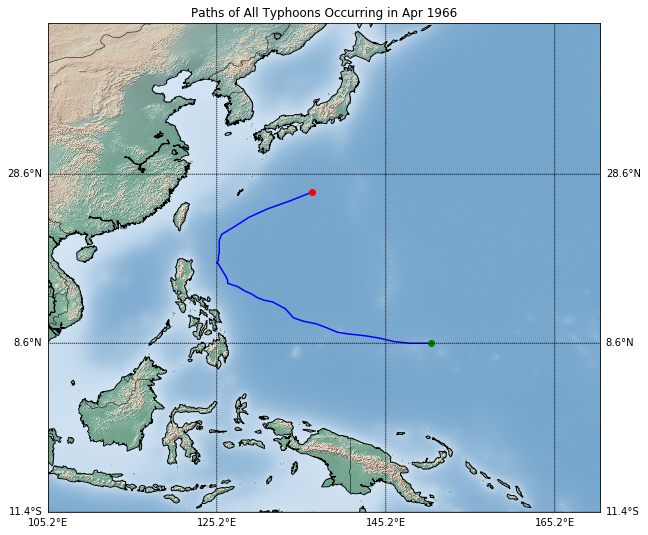 Paths of All Typhoons Occurring in Apr 1966
28.6°N 28.6°N
8.6°N 8.6°N
11.4°S 11.4°S
105.2°E 125.2°E 145.2°E 165.2°E